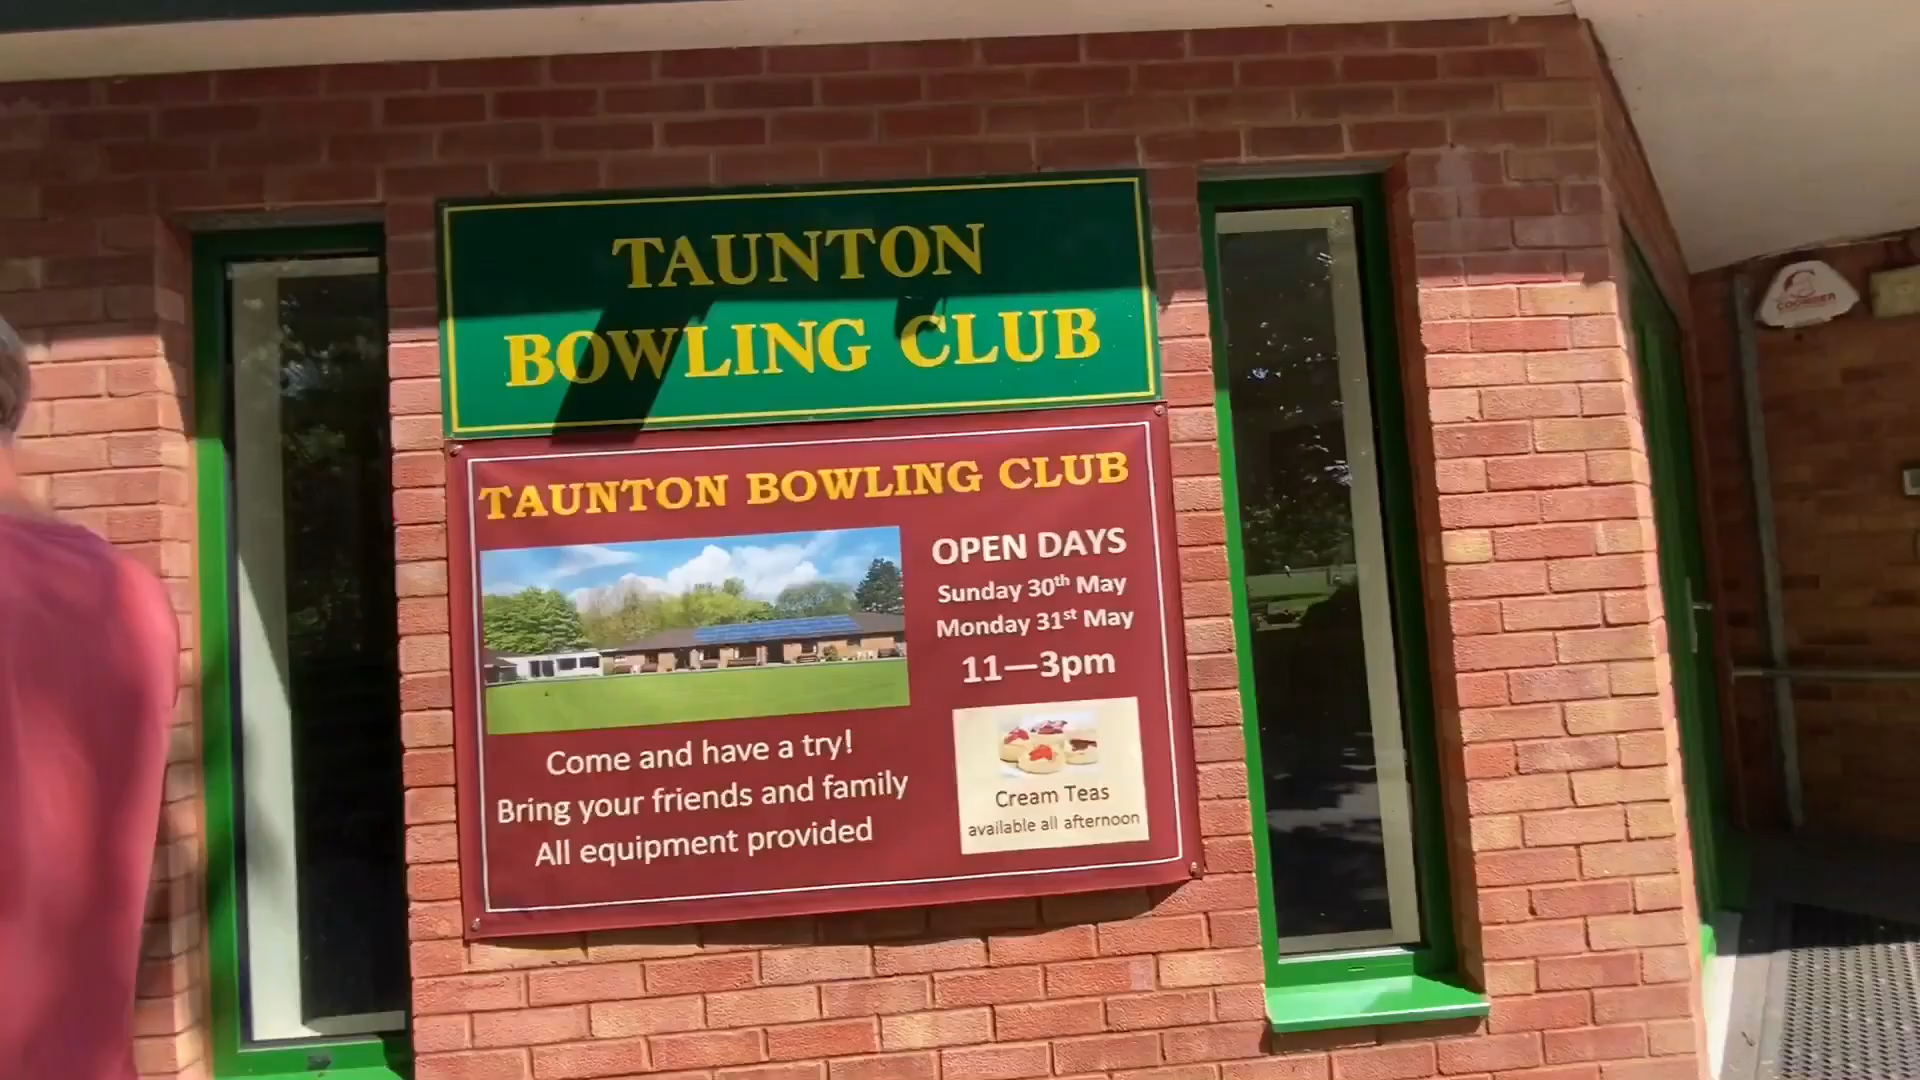 TAUNTON
BOWLING CLUB
TAUNTON BOWLING CLUB
OPEN DAYS
Sunday 30th May
Monday 31st May
11—3pm
Come and have a try!
Bring your friends and family
All equipment provided
Cream Teas
available all afternoon